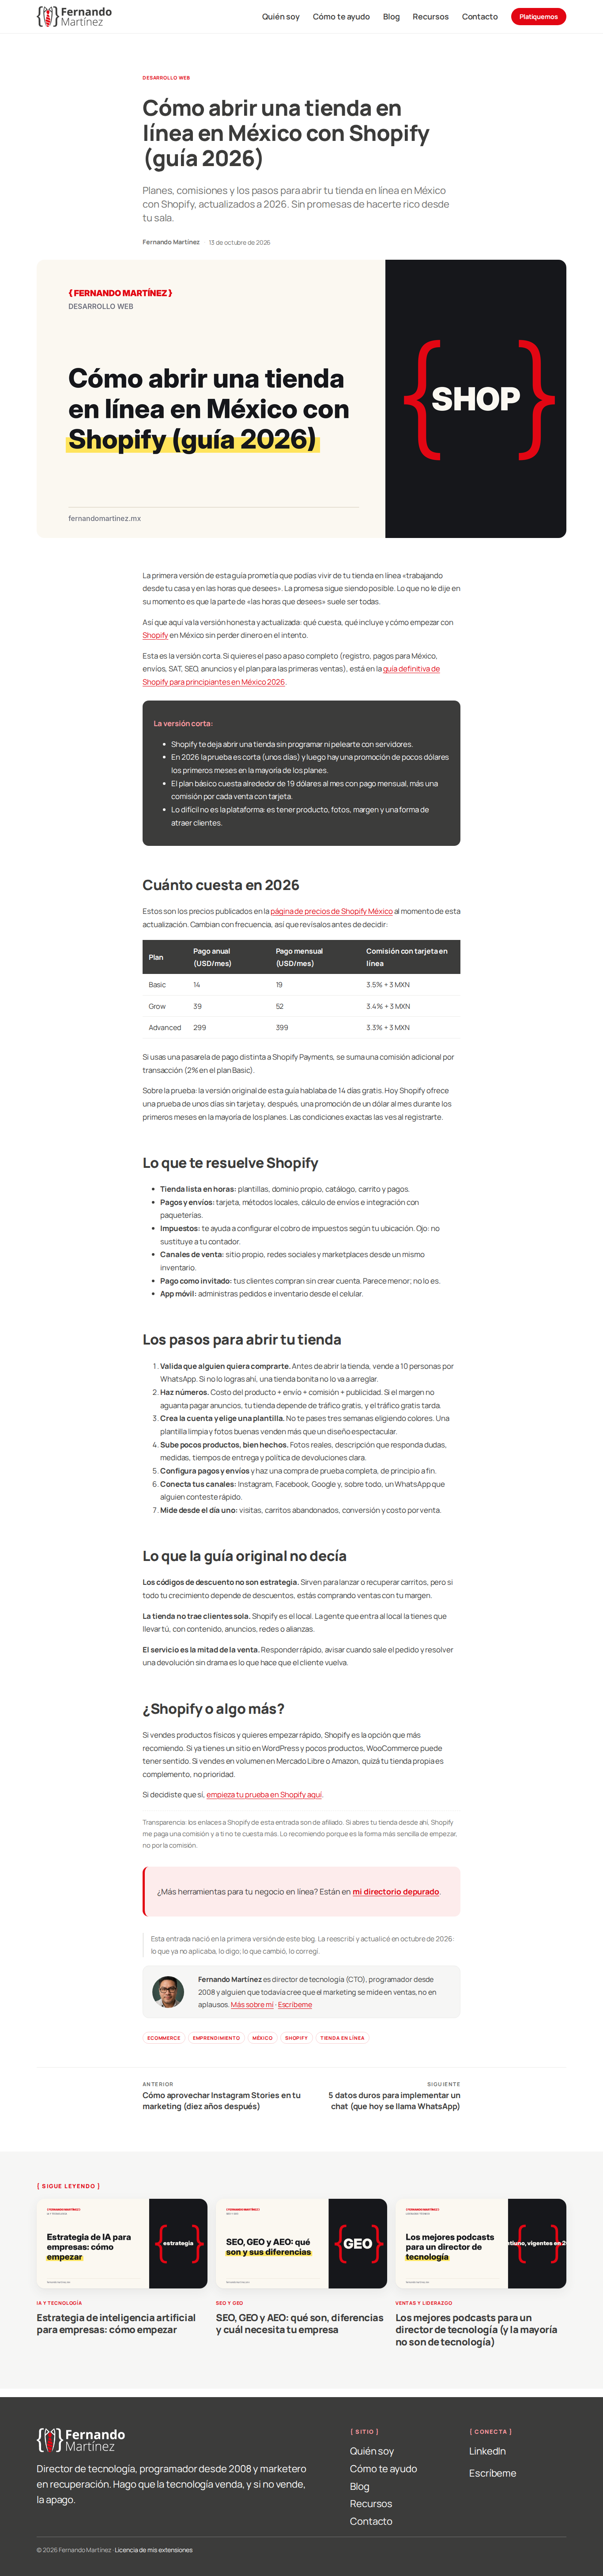 Fernando
Martínez
Quién soy
Cómo te ayudo
Blog
Recursos
Contacto
Platiquemos
DESARROLLO WEB
Cómo abrir una tienda en
línea en México con Shopify
(guía 2026)
Planes, comisiones y los pasos para abrir tu tienda en línea en México
con Shopify, actualizados a 2026. Sin promesas de hacerte rico desde
tu sala.
Fernando Martínez 13 de octubre de 2026
{ FERNANDO MARTÍNEZ }
DESARROLLO WEB
Cómo abrir una tienda
en línea en México con
Shopify (guía 2026)
fernandomartinez.mx
{SHOP}
La primera versión de esta guía prometía que podías vivir de tu tienda en línea «trabajando
desde tu casa y en las horas que desees». La promesa sigue siendo posible. Lo que no le dije en
su momento es que la parte de «las horas que desees» suele ser todas.
Así que aquí va la versión honesta y actualizada: qué cuesta, qué incluye y cómo empezar con
Shopify en México sin perder dinero en el intento.
Esta es la versión corta. Si quieres el paso a paso completo (registro, pagos para México,
envíos, SAT, SEO, anuncios y el plan para las primeras ventas), está en la guía definitiva de
Shopify para principiantes en México 2026.
La versión corta:
Shopify te deja abrir una tienda sin programar ni pelearte con servidores.
En 2026 la prueba es corta (unos días) y luego hay una promoción de pocos dólares
los primeros meses en la mayoría de los planes.
El plan básico cuesta alrededor de 19 dólares al mes con pago mensual, más una
comisión por cada venta con tarjeta.
Lo difícil no es la plataforma: es tener producto, fotos, margen y una forma de
atraer clientes.
Cuánto cuesta en 2026
Estos son los precios publicados en la página de precios de Shopify México al momento de esta
actualización. Cambian con frecuencia, así que revísalos antes de decidir:
Plan
Pago anual
(USD/mes)
Pago mensual
(USD/mes)
Comisión con tarjeta en
línea
Basic 14 19 3.5% + 3 MXN
Grow 39 52 3.4% + 3 MXN
Advanced 299 399 3.3% + 3 MXN
Si usas una pasarela de pago distinta a Shopify Payments, se suma una comisión adicional por
transacción (2% en el plan Basic).
Sobre la prueba: la versión original de esta guía hablaba de 14 días gratis. Hoy Shopify ofrece
una prueba de unos días sin tarjeta y, después, una promoción de un dólar al mes durante los
primeros meses en la mayoría de los planes. Las condiciones exactas las ves al registrarte.
Lo que te resuelve Shopify
Tienda lista en horas: plantillas, dominio propio, catálogo, carrito y pagos.
Pagos y envíos: tarjeta, métodos locales, cálculo de envíos e integración con
paqueterías.
Impuestos: te ayuda a configurar el cobro de impuestos según tu ubicación. Ojo: no
sustituye a tu contador.
Canales de venta: sitio propio, redes sociales y marketplaces desde un mismo
inventario.
Pago como invitado: tus clientes compran sin crear cuenta. Parece menor; no lo es.
App móvil: administras pedidos e inventario desde el celular.
Los pasos para abrir tu tienda
1. Valida que alguien quiera comprarte. Antes de abrir la tienda, vende a 10 personas por
WhatsApp. Si no lo logras ahí, una tienda bonita no lo va a arreglar.
2. Haz números. Costo del producto + envío + comisión + publicidad. Si el margen no
aguanta pagar anuncios, tu tienda depende de tráfico gratis, y el tráfico gratis tarda.
3. Crea la cuenta y elige una plantilla. No te pases tres semanas eligiendo colores. Una
plantilla limpia y fotos buenas venden más que un diseño espectacular.
4. Sube pocos productos, bien hechos. Fotos reales, descripción que responda dudas,
medidas, tiempos de entrega y política de devoluciones clara.
5. Configura pagos y envíos y haz una compra de prueba completa, de principio a fin.
6. Conecta tus canales: Instagram, Facebook, Google y, sobre todo, un WhatsApp que
alguien conteste rápido.
7. Mide desde el día uno: visitas, carritos abandonados, conversión y costo por venta.
Lo que la guía original no decía
Los códigos de descuento no son estrategia. Sirven para lanzar o recuperar carritos, pero si
todo tu crecimiento depende de descuentos, estás comprando ventas con tu margen.
La tienda no trae clientes sola. Shopify es el local. La gente que entra al local la tienes que
llevar tú, con contenido, anuncios, redes o alianzas.
El servicio es la mitad de la venta. Responder rápido, avisar cuando sale el pedido y resolver
una devolución sin drama es lo que hace que el cliente vuelva.
¿Shopify o algo más?
Si vendes productos físicos y quieres empezar rápido, Shopify es la opción que más
recomiendo. Si ya tienes un sitio en WordPress y pocos productos, WooCommerce puede
tener sentido. Si vendes en volumen en Mercado Libre o Amazon, quizá tu tienda propia es
complemento, no prioridad.
Si decidiste que sí, empieza tu prueba en Shopify aquí.
Transparencia: los enlaces a Shopify de esta entrada son de afiliado. Si abres tu tienda desde ahí, Shopify
me paga una comisión y a ti no te cuesta más. Lo recomiendo porque es la forma más sencilla de empezar,
no por la comisión.
¿Más herramientas para tu negocio en línea? Están en mi directorio depurado.
Esta entrada nació en la primera versión de este blog. La reescribí y actualicé en octubre de 2026:
lo que ya no aplicaba, lo digo; lo que cambió, lo corregí.
Fernando Martínez es director de tecnología (CTO), programador desde
2008 y alguien que todavía cree que el marketing se mide en ventas, no en
aplausos. Más sobre mí · Escríbeme
ECOMMERCE
EMPRENDIMIENTO
MÉXICO
SHOPIFY
TIENDA EN LÍNEA
ANTERIOR
Cómo aprovechar Instagram Stories en tu
marketing (diez años después)
SIGUIENTE
5 datos duros para implementar un
chat (que hoy se llama WhatsApp)
{ SIGUE LEYENDO }
Estrategia de IA para
empresas: cómo
empezar
{estrategia}
IA Y TECNOLOGÍA
Estrategia de inteligencia artificial
para empresas: cómo empezar
SEO, GEO y AEO: qué
son y sus diferencias
{GEO}
SEO Y GEO
SEO, GEO y AEO: qué son, diferencias
y cuál necesita tu empresa
Los mejores podcasts
para un director de
tecnología
VENTAS Y LIDERAZGO
Los mejores podcasts para un
director de tecnología (y la mayoría
no son de tecnología)
Fernando
Martínez
Director de tecnología, programador desde 2008 y marketero
en recuperación. Hago que la tecnología venda, y si no vende,
la apago.
{ SITIO }
Quién soy
Cómo te ayudo
Blog
Recursos
Contacto
{ CONECTA }
LinkedIn
Escríbeme
© 2026 Fernando Martínez · Licencia de mis extensiones